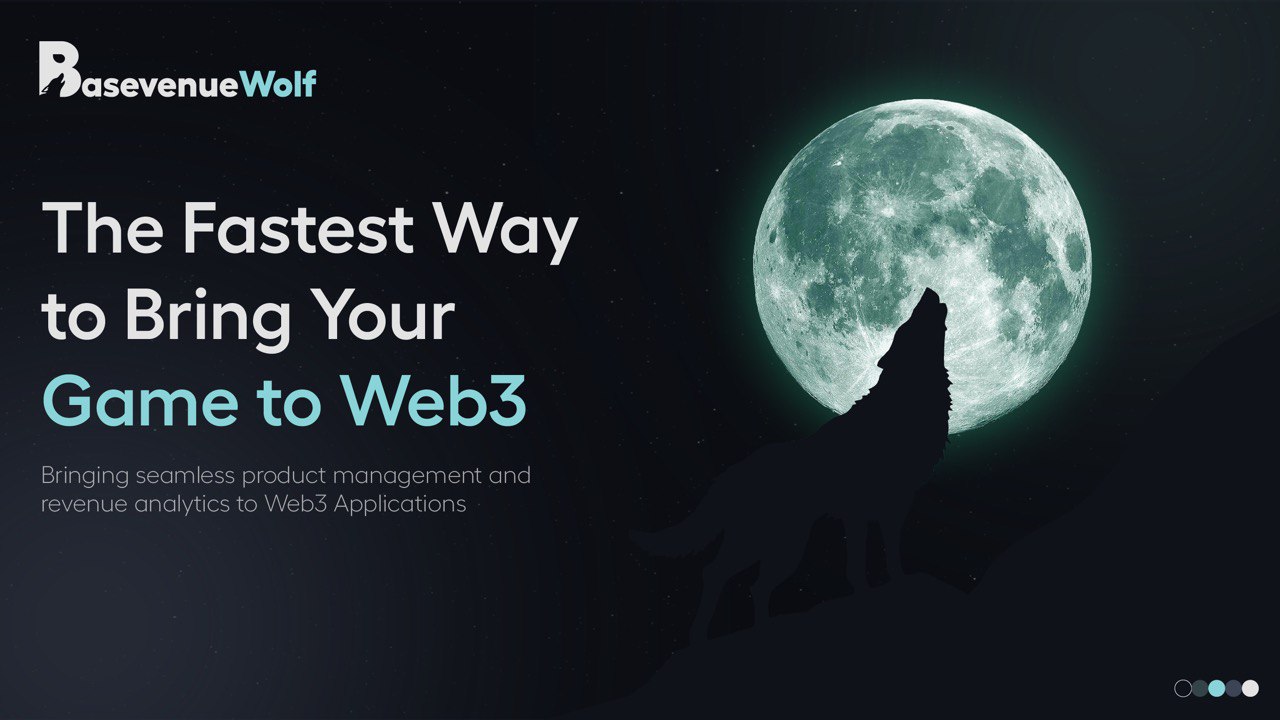 BasevenueWolf
The Fastest Way
to Bring Your
Game to Web3
Bringing seamless product management and
revenue analytics to Web3 Applications